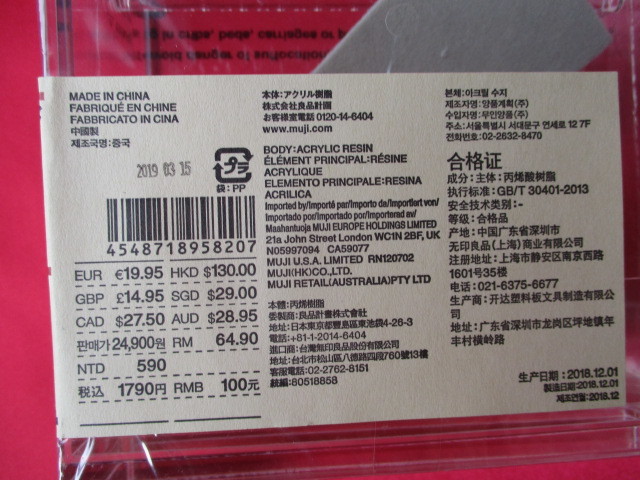 ing in cribs, beds, carriages or p
void danger of suffocation
MADE IN CHINA
FABRIQUÉ EN CHINE
FABBRICATO IN CINA
中國製
제조국명:중국
2019 03 15
プラ
袋:PP
4548718958207
EUR €19.95 HKD $130.00
GBP £14.95 SGD $29.00
CAD $27.50 AUD $28.95
판매가 24,900원 RM 64.90
NTD 590
税込 1790円 RMB 100元
本体:アクリル樹脂
株式会社良品計画
お客様室電話 0120-14-6404
www.muji.com
BODY:ACRYLIC RESIN
ÉLÉMENT PRINCIPAL:RÉSINE
ACRYLIQUE
ELEMENTO PRINCIPALE:RESINA
ACRILICA
Imported by/Importé par/Importo da/Importiert von/
Importado por/Importado por/Importerad av/
Maahantuoja MUJI EUROPE HOLDINGS LIMITED
21a John Street London WC1N 2BF, UK
N05997094 CA59077
MUJI U.S.A. LIMITED RN120702
MUJI(HK)CO.,LTD.
MUJI RETAIL(AUSTRALIA)PTY LTD
本體:丙烯樹脂
委製商:良品計畫株式會社
地址:日本東京都豐島區東池袋4-26-3
電話:+81-1-2014-6404
進口商:台灣無印良品股份有限公司
地址:台北市松山區八德路四段760號13樓
客服電話:02-2762-8151
統編:80518858
본체:아크릴 수지
제조자명:양품계획(주)
수입자명:무인양품(주)
주소:서울특별시 서대문구 연세로 12 7F
전화번호:02-2632-8470
合格证
成分:主体:丙烯酸树脂
执行标准:GB/T 30401-2013
安全技术类别:-
等级:合格品
产地:中国广东省深圳市
无印良品(上海)商业有限公司
注册地址:上海市静安区南京西路
1601号35楼
电话:021-6375-6677
生产商:开达塑料板文具制造有限公
司
地址:广东省深圳市龙岗区坪地镇年
丰村横岭路
生产日期:2018.12.01
製造日期:2018.12.01
제조연월:2018.12